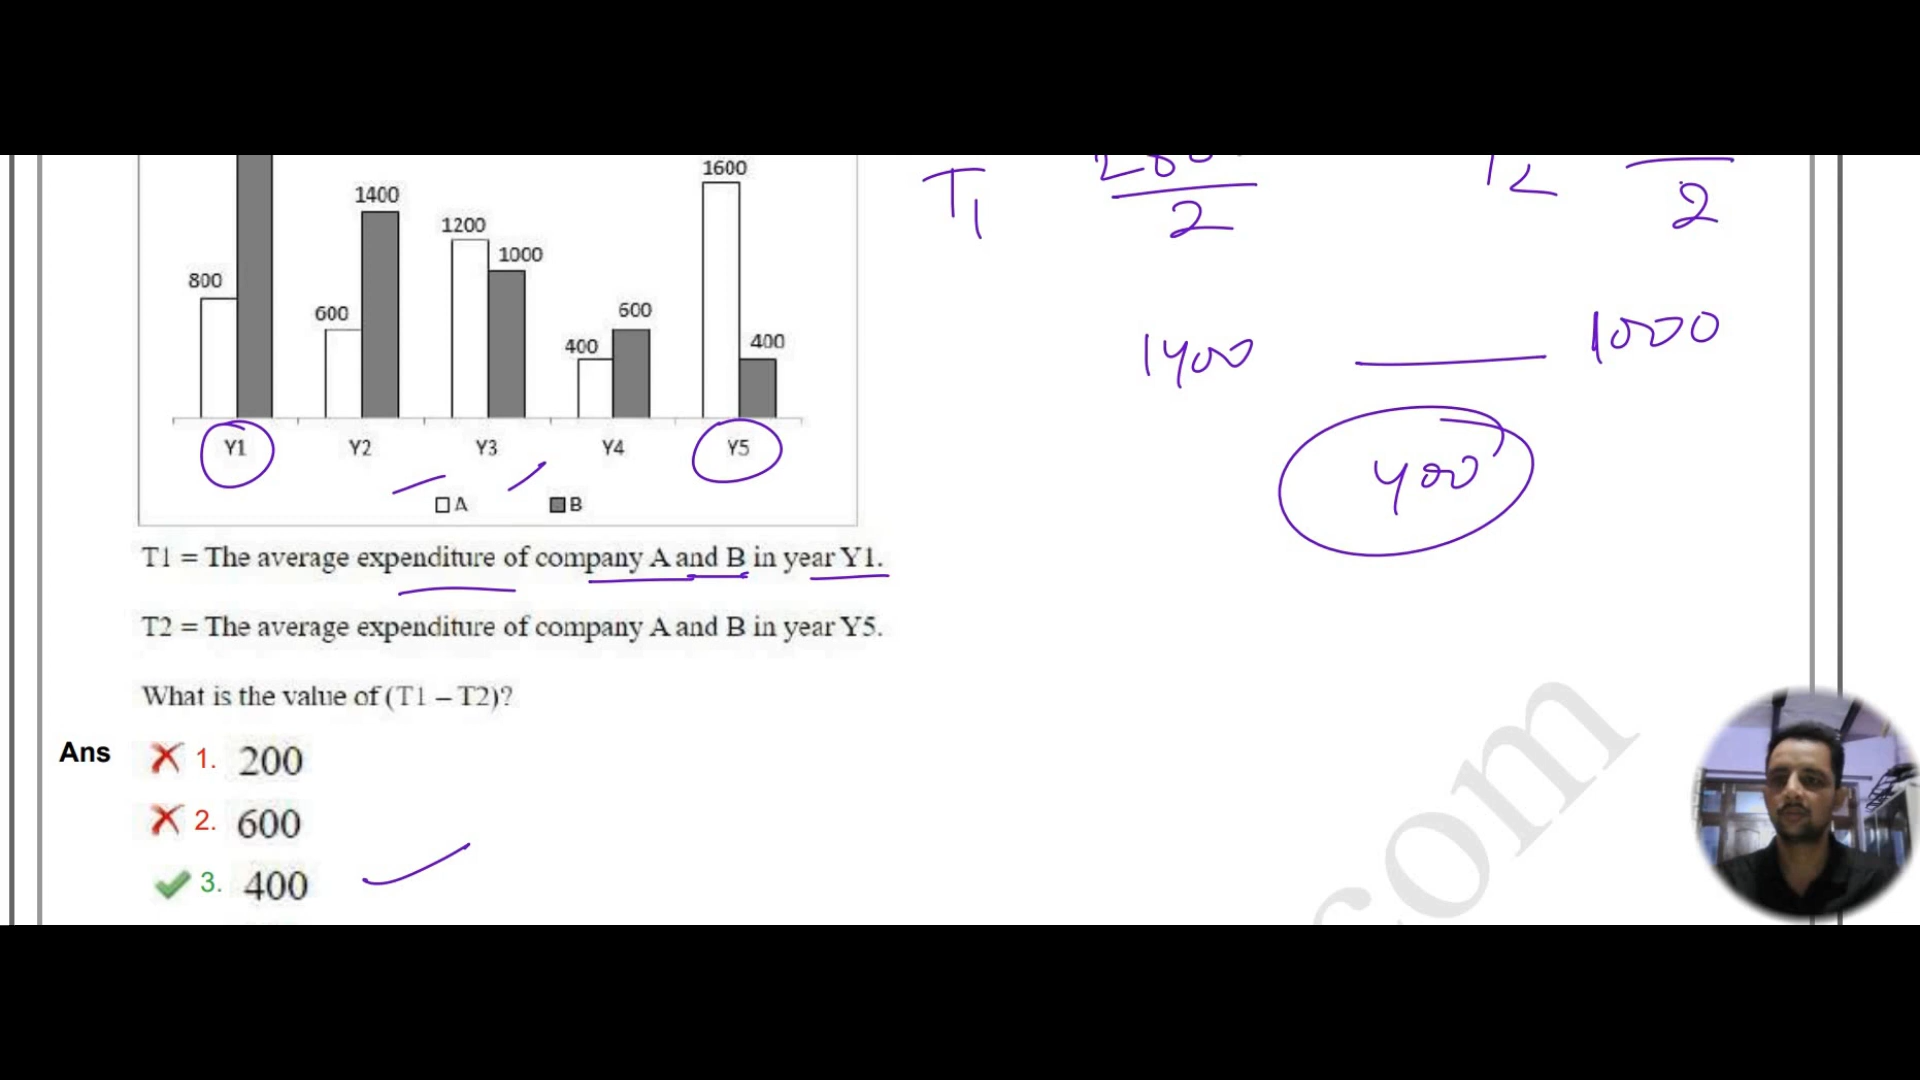 1600
1400
1200
1000
800
600
600
400
400
Y1 Y2 Y3 Y4 Y5
A B
T1 = The average expenditure of company A and B in year Y1.
T2 = The average expenditure of company A and B in year Y5.
What is the value of (T1 – T2)?
Ans 1. 200
2. 600
3. 400
T1
2
2
1400 — 1000
400
com